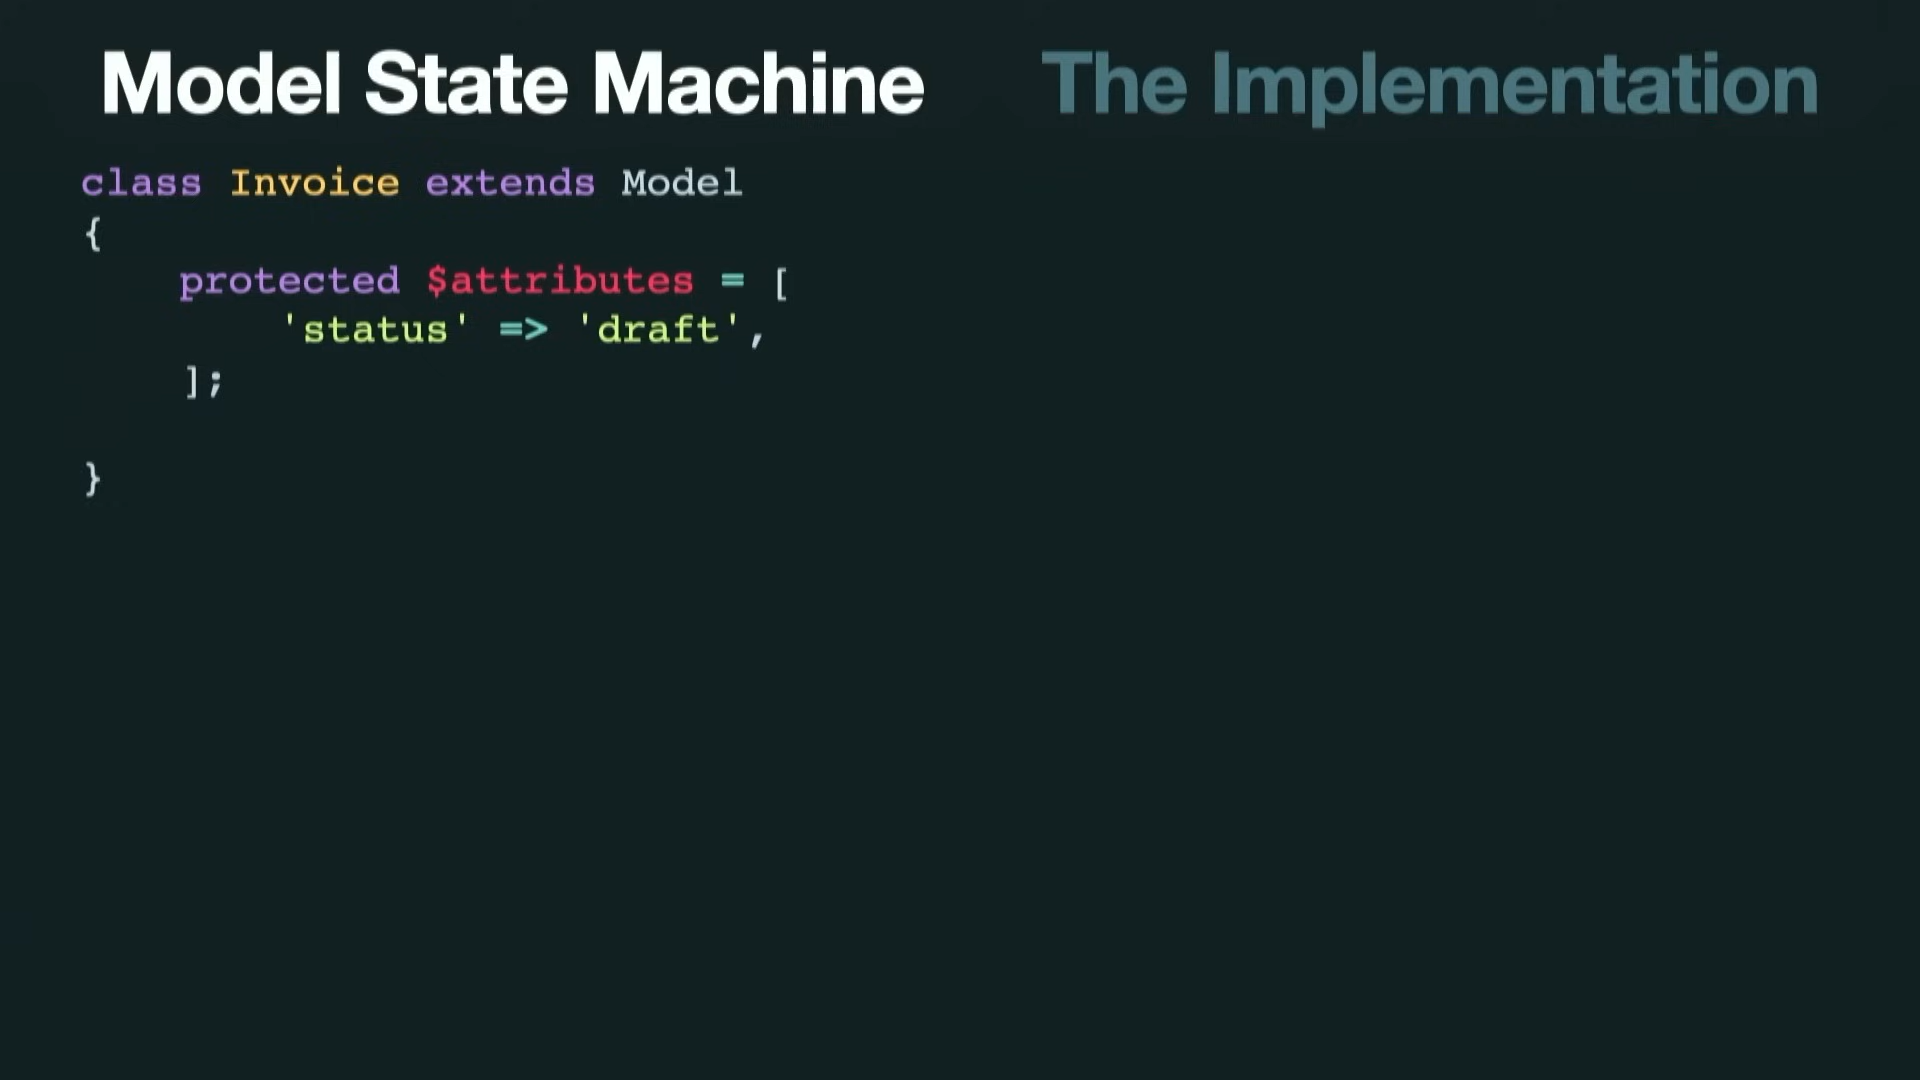 Model State Machine The Implementation
class Invoice extends Model
{
    protected $attributes = [
        'status' => 'draft',
    ];
}